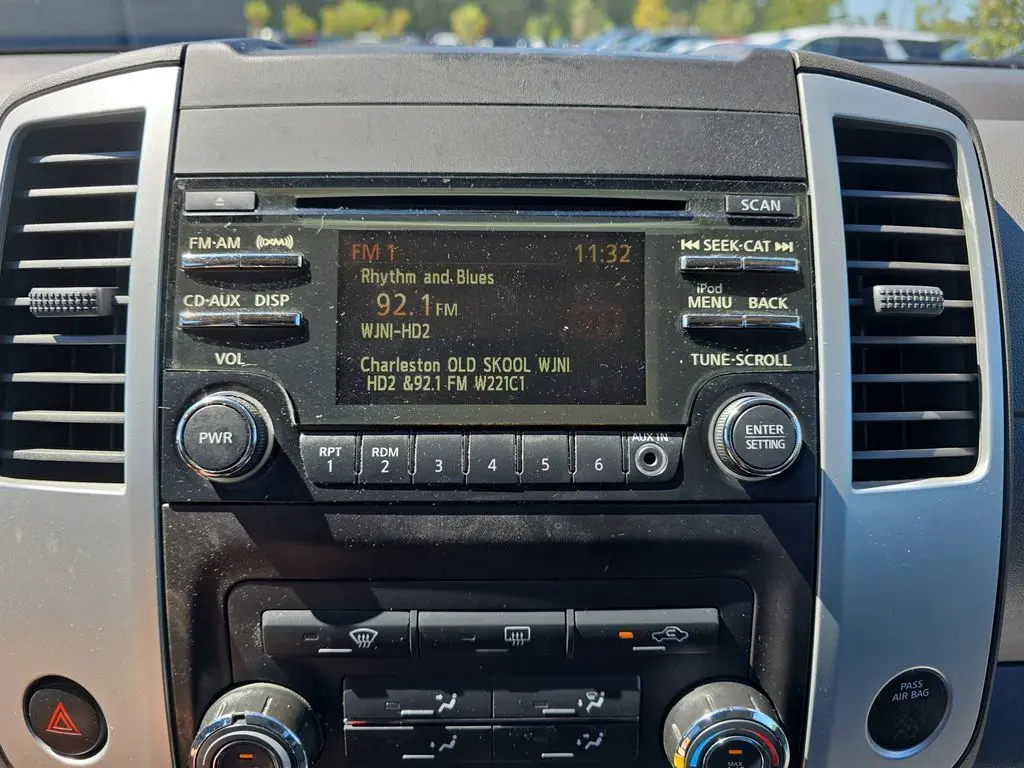 SCAN
FM·AM
SEEK·CAT
CD·AUX DISP
iPod
MENU BACK
VOL
TUNE·SCROLL
FM 1 11:32
Rhythm and Blues
92.1 FM
WJNI-HD2
Charleston OLD SKOOL WJNI
HD2 &92.1 FM W221C1
PWR
ENTER
SETTING
RPT
1
RDM
2
3
4
5
6
AUX IN
PASS
AIR BAG
MAX